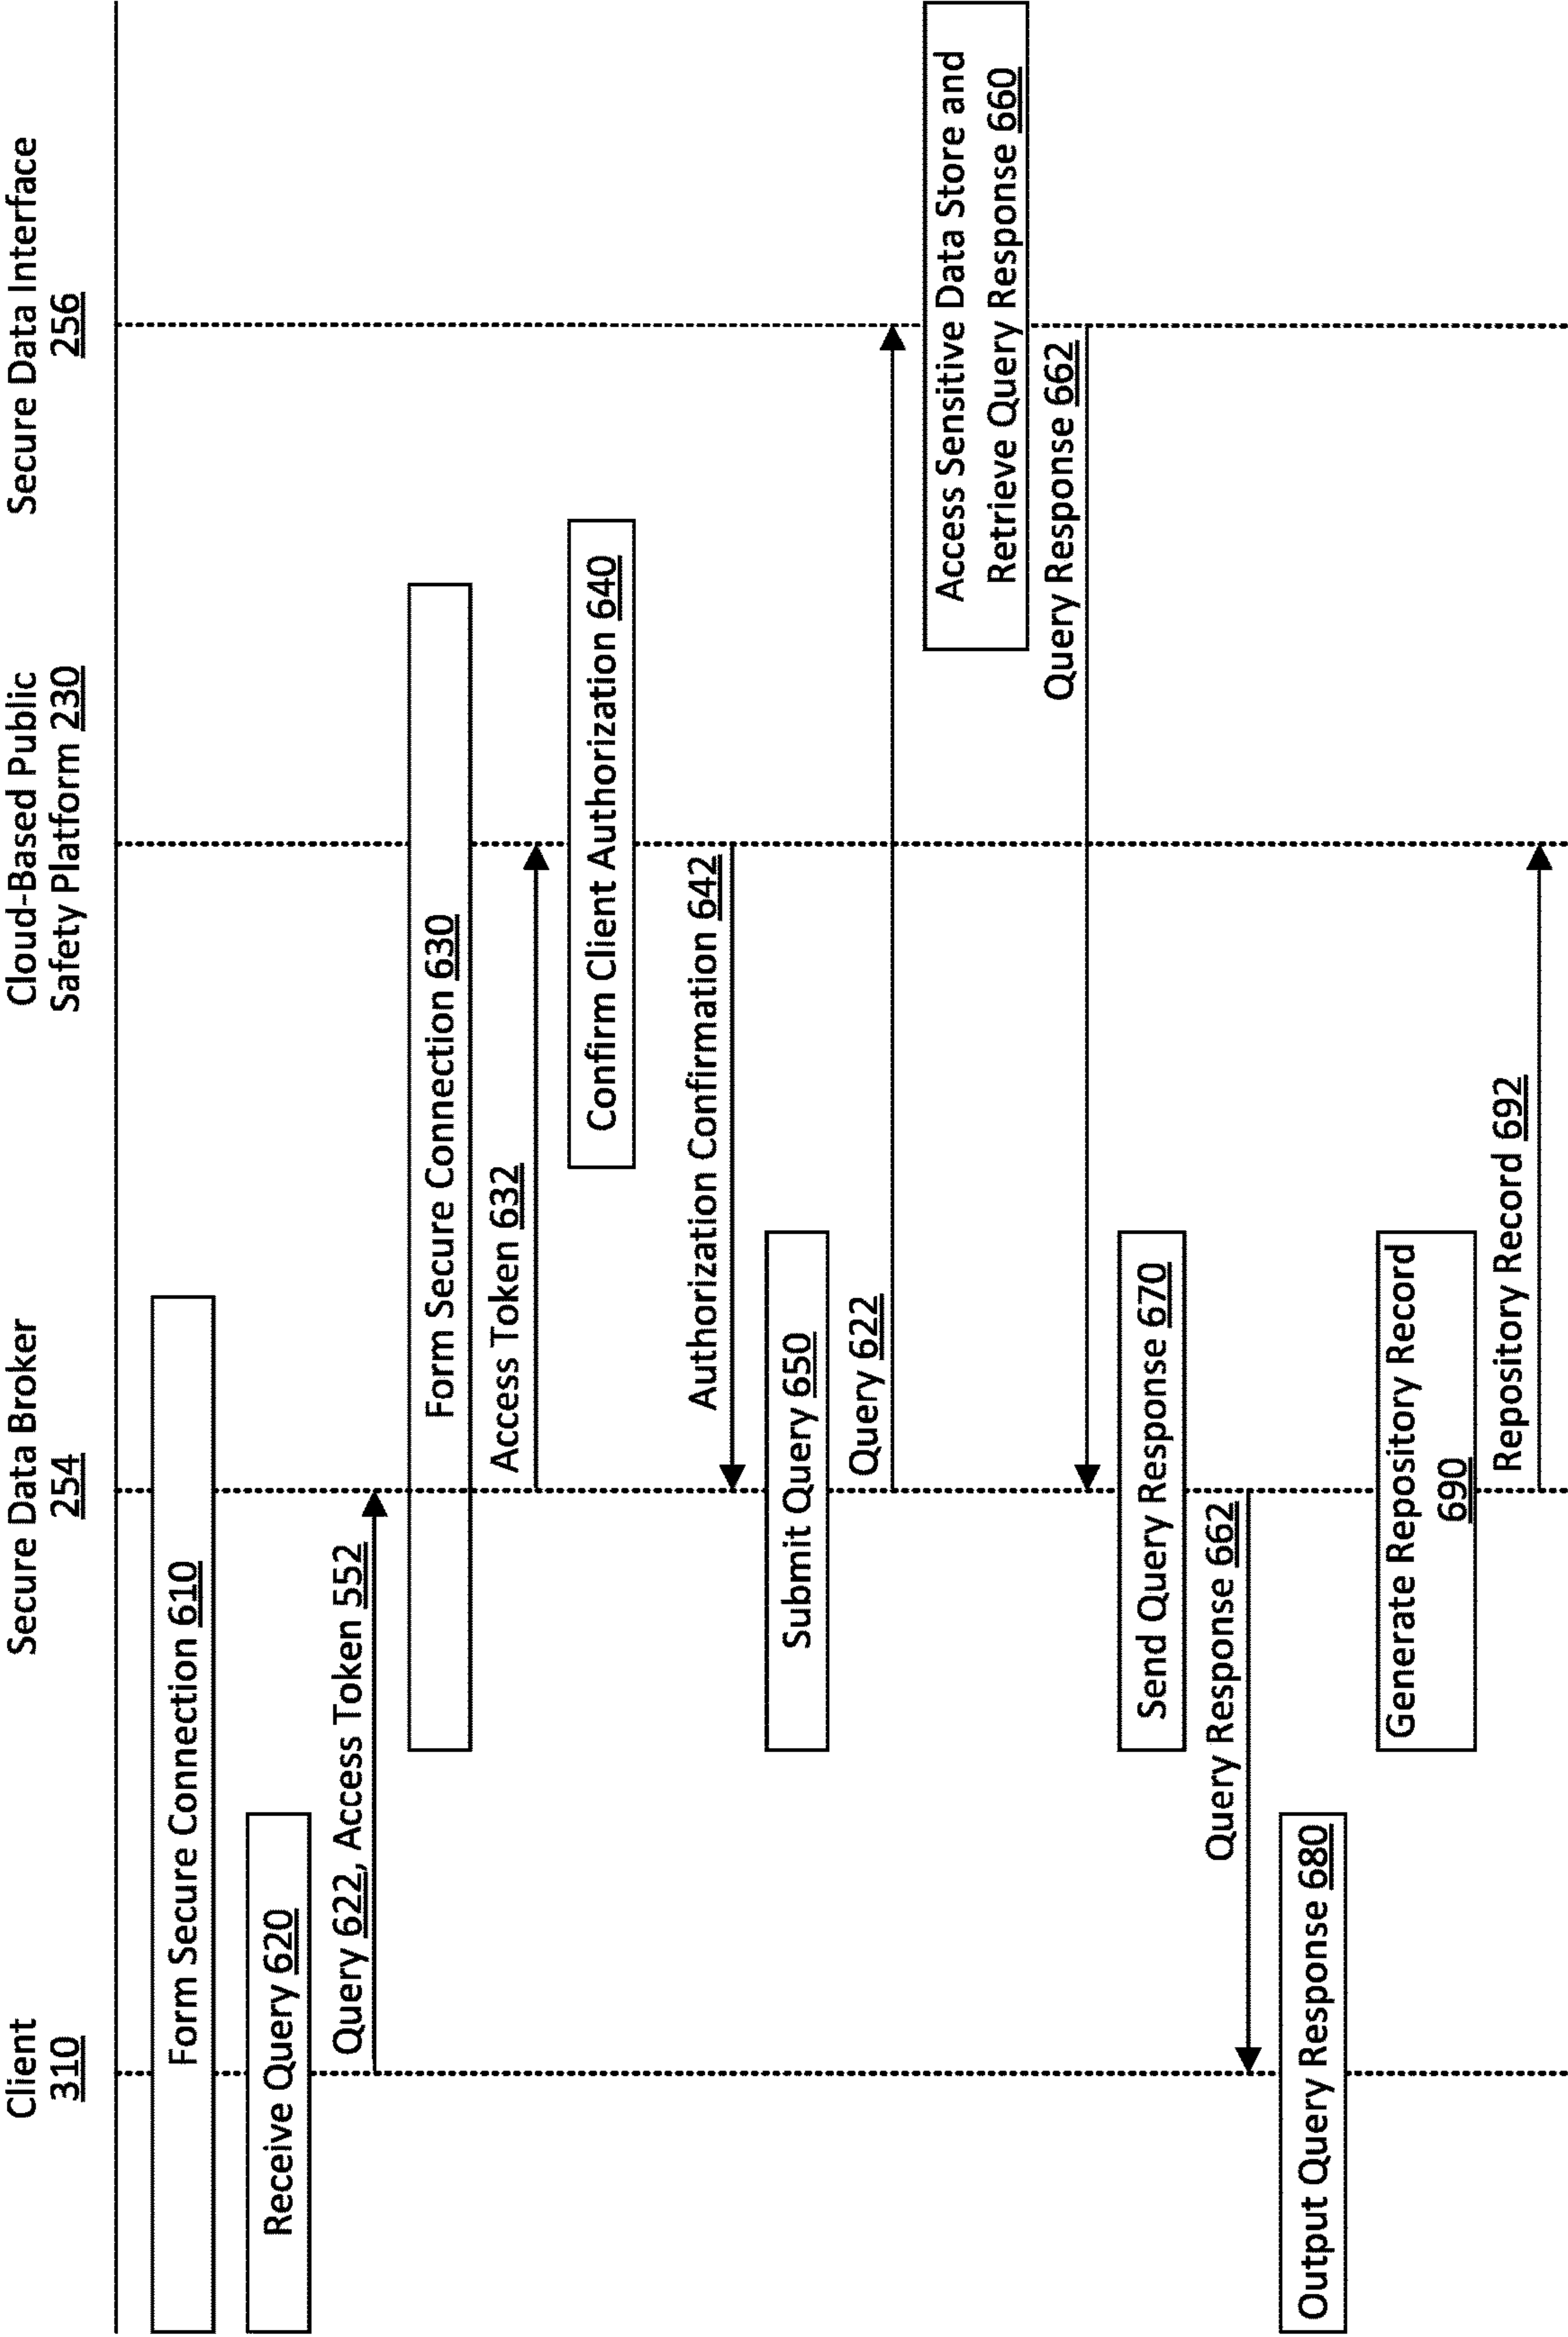 Client
310
Secure Data Broker
254
Cloud-Based Public
Safety Platform 230
Secure Data Interface
256
Form Secure Connection 610
Receive Query 620
Query 622, Access Token 552
Form Secure Connection 630
Access Token 632
Confirm Client Authorization 640
Authorization Confirmation 642
Submit Query 650
Query 622
Access Sensitive Data Store and
Retrieve Query Response 660
Query Response 662
Send Query Response 670
Query Response 662
Output Query Response 680
Generate Repository Record
690
Repository Record 692